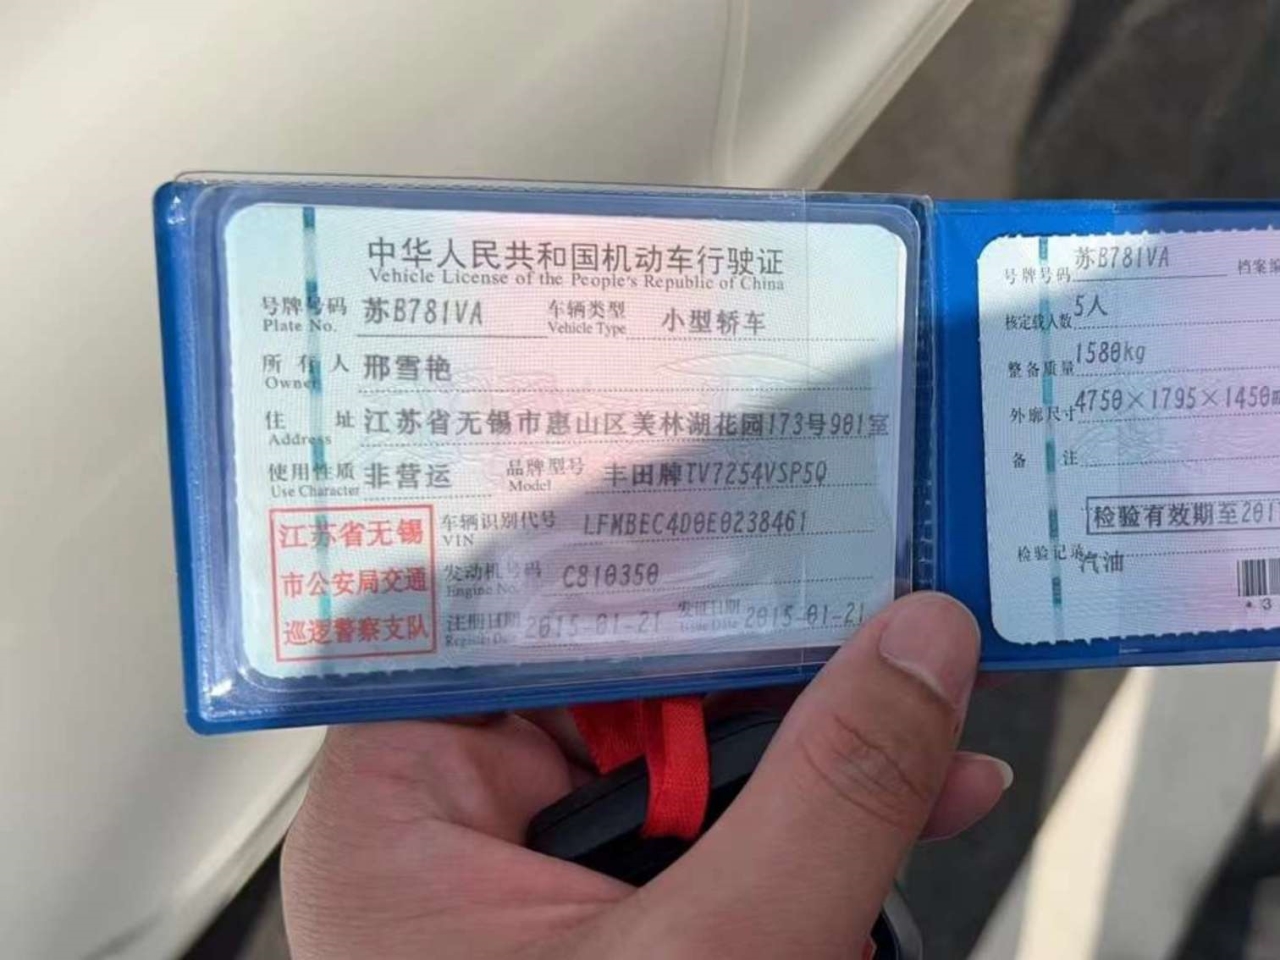 中华人民共和国机动车行驶证
Vehicle License of the People's Republic of China
号牌号码 苏B781VA 车辆类型 小型轿车
Plate No. Vehicle Type
所有人 邢雪艳
Owner
住址 江苏省无锡市惠山区美林湖花园173号901室
Address
使用性质 非营运 品牌型号 丰田牌TV7254VSP5Q
Use Character Model
江苏省无锡
市公安局交通
巡逻警察支队
车辆识别代号 LFMBEC4D0E0238461
VIN
发动机号码 C810350
Engine No.
注册日期 2015-01-21 发证日期 2015-01-21
Register Date Issue Date
号牌号码 苏B781VA 档案编
核定载人数 5人
整备质量 1580kg
外廓尺寸 4750×1795×1450m
备注
检验有效期至201
检验记录 汽油